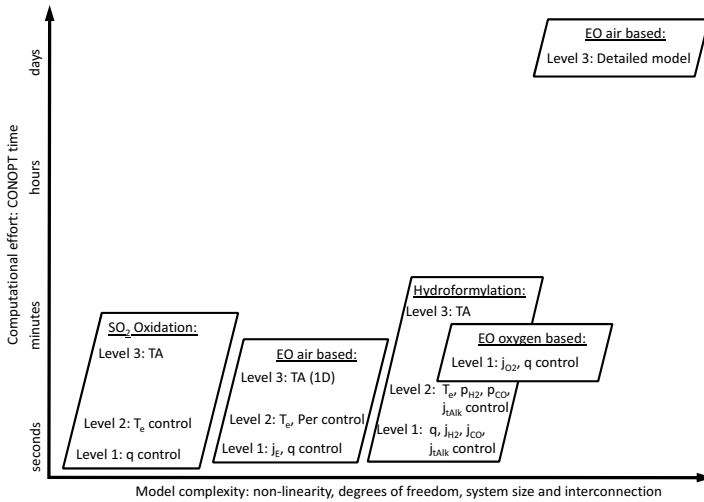 EO air based:
Level 3: Detailed model
days
hours
minutes
seconds
Computational effort: CONOPT time
SO2 Oxidation:
Level 3: TA
Level 2: Te control
Level 1: q control
EO air based:
Level 3: TA (1D)
Level 2: Te, Per control
Level 1: jE, q control
Hydroformylation:
Level 3: TA
Level 2: Te, pH2, pCO,
jtAlk control
Level 1: q, jH2, jCO,
jtAlk control
EO oxygen based:
Level 1: jO2, q control
Model complexity: non-linearity, degrees of freedom, system size and interconnection